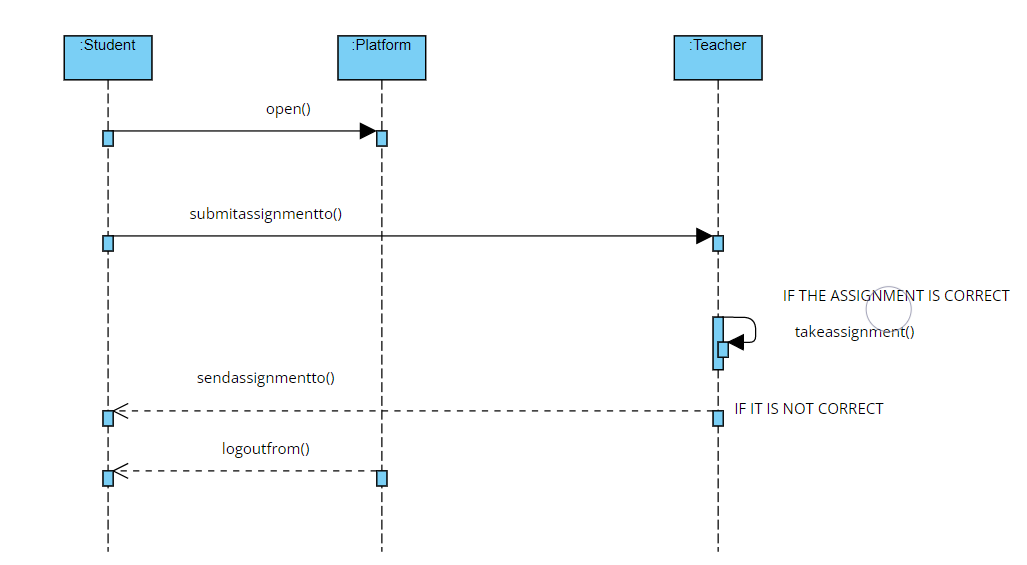 :Student
:Platform
:Teacher
open()
submitassignmentto()
IF THE ASSIGNMENT IS CORRECT
takeassignment()
sendassignmentto()
IF IT IS NOT CORRECT
logoutfrom()